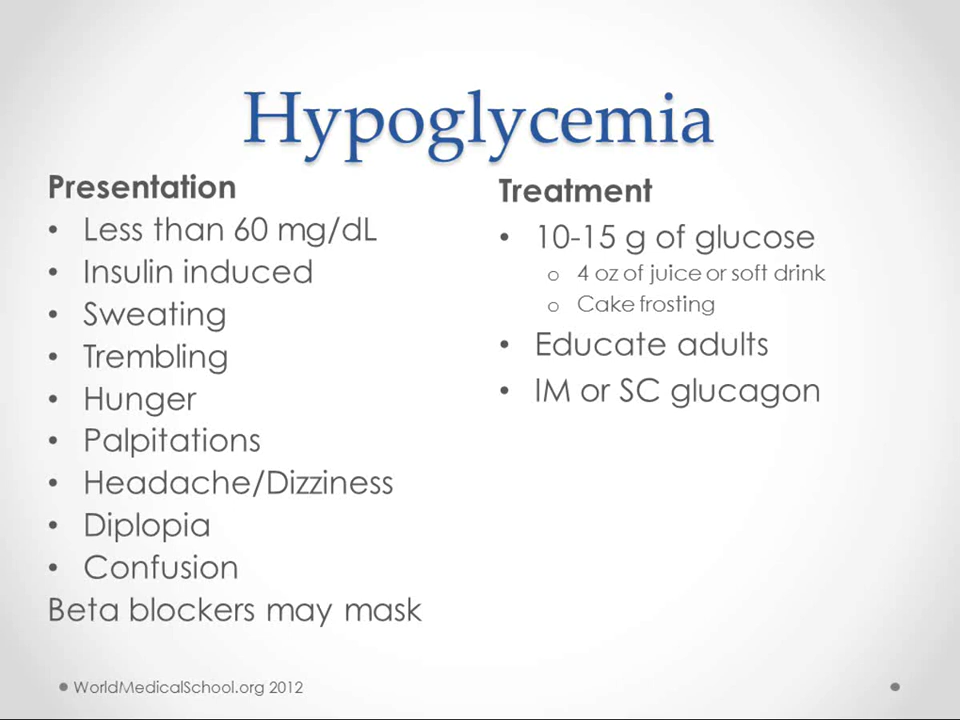 Hypoglycemia
Presentation
• Less than 60 mg/dL
• Insulin induced
• Sweating
• Trembling
• Hunger
• Palpitations
• Headache/Dizziness
• Diplopia
• Confusion
Beta blockers may mask
Treatment
• 10-15 g of glucose
o 4 oz of juice or soft drink
o Cake frosting
• Educate adults
• IM or SC glucagon
WorldMedicalSchool.org 2012